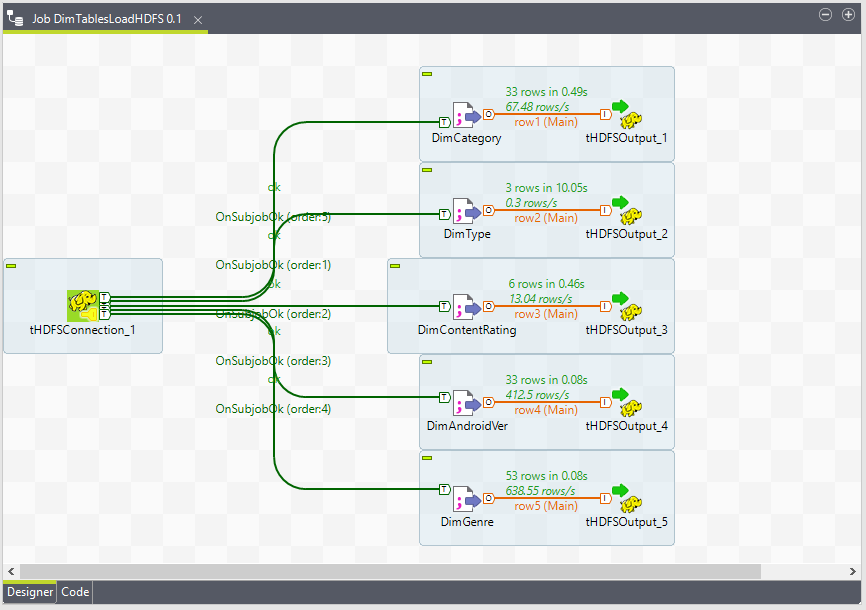 Job DimTablesLoadHDFS 0.1
33 rows in 0.49s
67.48 rows/s
row1 (Main)
DimCategory
tHDFSOutput_1
ok
OnSubjobOk (order:5)
3 rows in 10.05s
0.3 rows/s
row2 (Main)
DimType
tHDFSOutput_2
ok
OnSubjobOk (order:1)
tHDFSConnection_1
ok
OnSubjobOk (order:2)
6 rows in 0.46s
13.04 rows/s
row3 (Main)
DimContentRating
tHDFSOutput_3
ok
OnSubjobOk (order:3)
33 rows in 0.08s
412.5 rows/s
row4 (Main)
DimAndroidVer
tHDFSOutput_4
ok
OnSubjobOk (order:4)
53 rows in 0.08s
638.55 rows/s
row5 (Main)
DimGenre
tHDFSOutput_5
Designer
Code